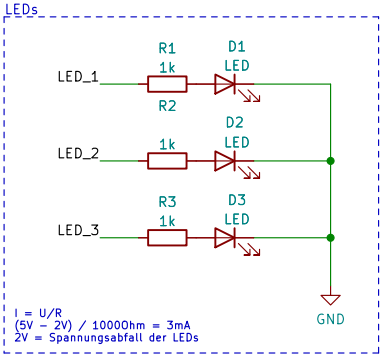 LEDs
R1 D1
1k LED
LED_1
R2 D2
1k LED
LED_2
R3 D3
1k LED
LED_3
GND
I = U/R
(5V - 2V) / 1000Ohm = 3mA
2V = Spannungsabfall der LEDs